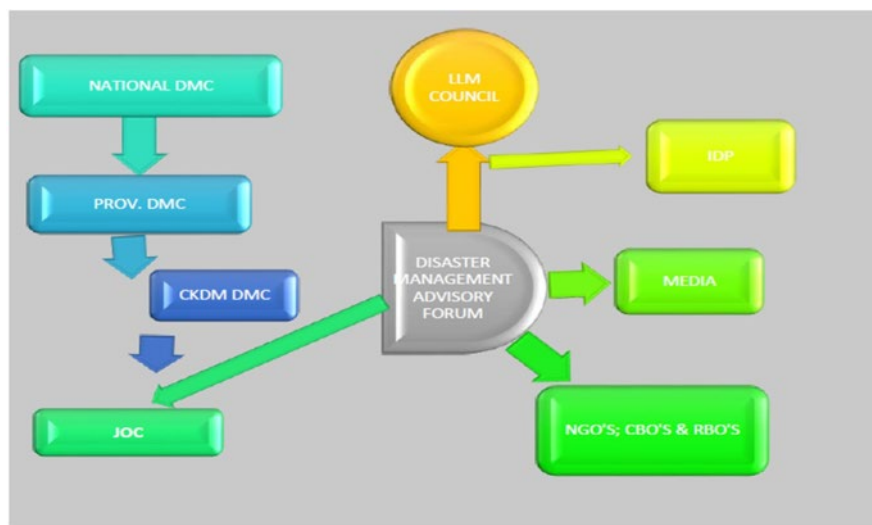 NATIONAL DMC
PROV. DMC
CKDM DMC
JOC
LLM
COUNCIL
DISASTER
MANAGEMENT
ADVISORY
FORUM
IDP
MEDIA
NGO'S; CBO'S & RBO'S